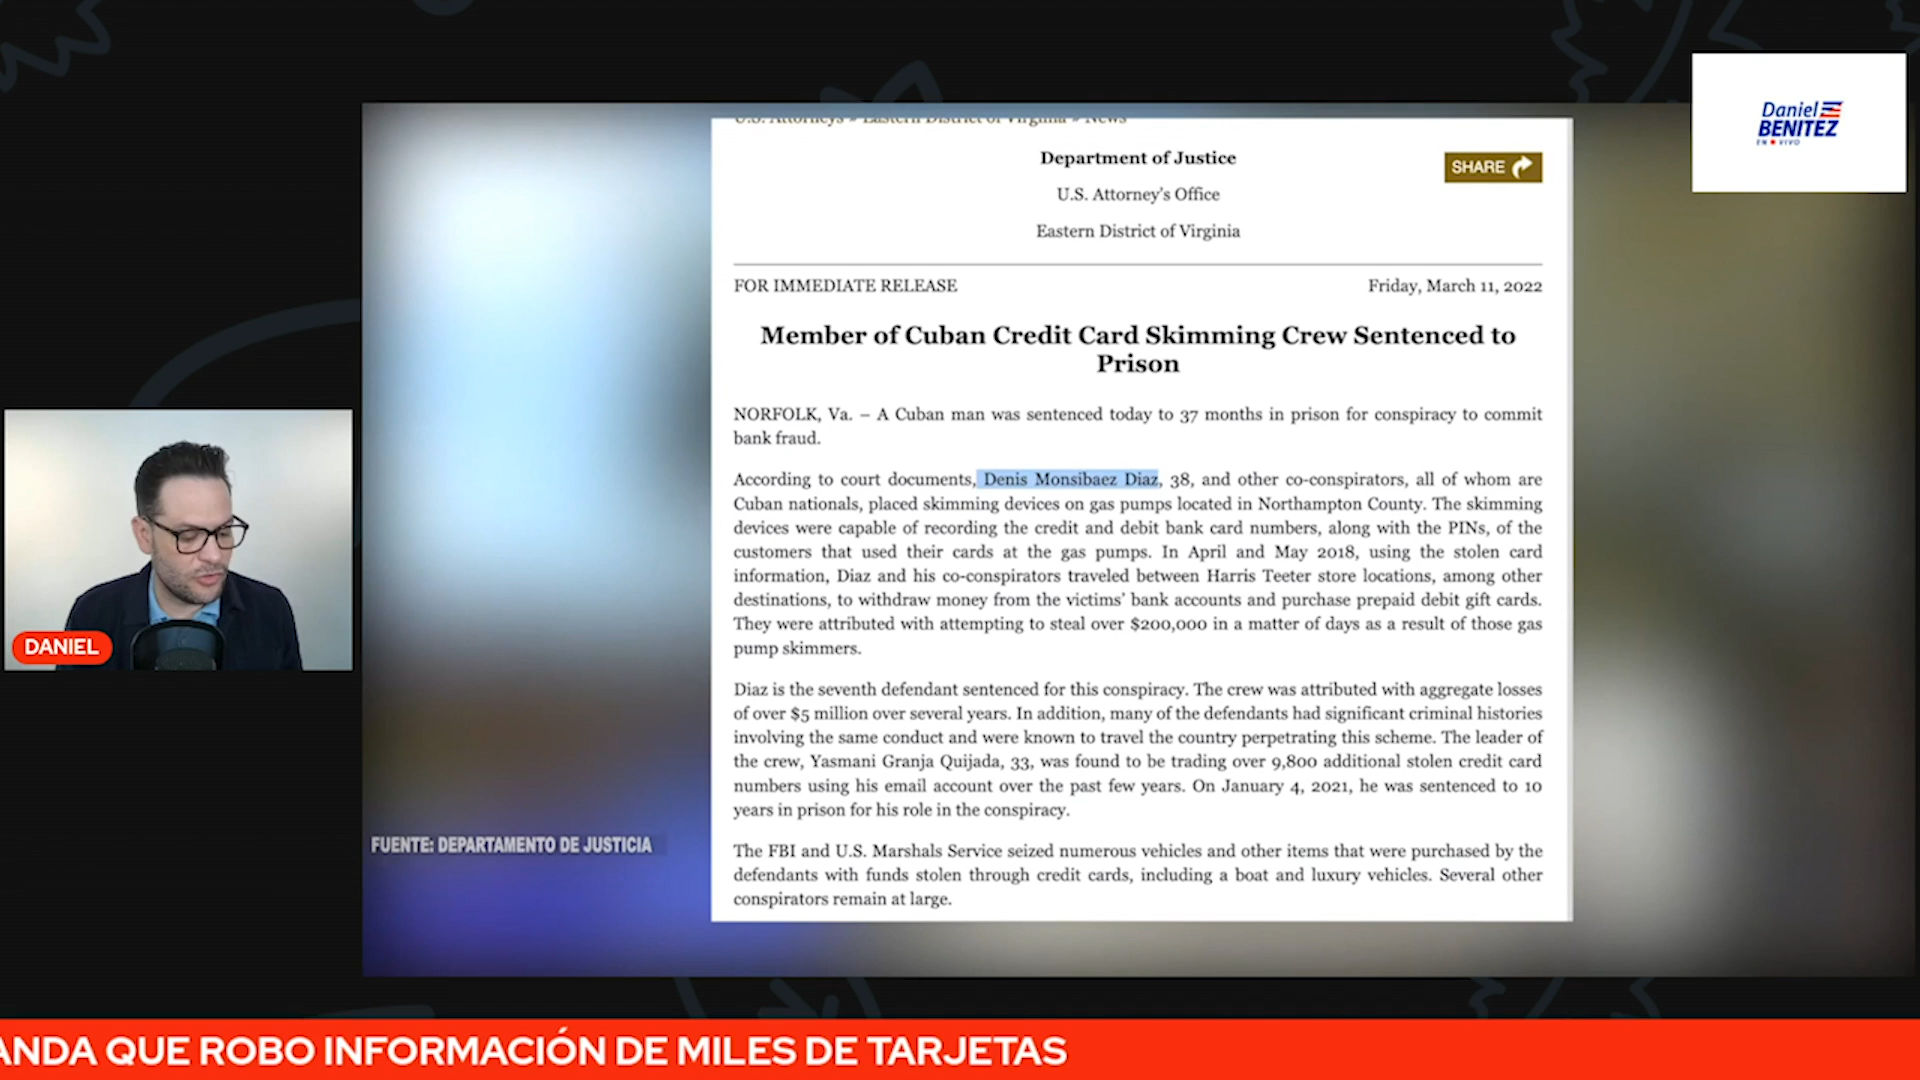 U.S. Attorneys » Eastern District of Virginia » News
Department of Justice
SHARE
U.S. Attorney's Office
Eastern District of Virginia
FOR IMMEDIATE RELEASE
Friday, March 11, 2022
Member of Cuban Credit Card Skimming Crew Sentenced to
Prison
NORFOLK, Va. – A Cuban man was sentenced today to 37 months in prison for conspiracy to commit
bank fraud.
According to court documents, Denis Monsibaez Diaz, 38, and other co-conspirators, all of whom are
Cuban nationals, placed skimming devices on gas pumps located in Northampton County. The skimming
devices were capable of recording the credit and debit bank card numbers, along with the PINs, of the
customers that used their cards at the gas pumps. In April and May 2018, using the stolen card
information, Diaz and his co-conspirators traveled between Harris Teeter store locations, among other
destinations, to withdraw money from the victims' bank accounts and purchase prepaid debit gift cards.
They were attributed with attempting to steal over $200,000 in a matter of days as a result of those gas
pump skimmers.
Diaz is the seventh defendant sentenced for this conspiracy. The crew was attributed with aggregate losses
of over $5 million over several years. In addition, many of the defendants had significant criminal histories
involving the same conduct and were known to travel the country perpetrating this scheme. The leader of
the crew, Yasmani Granja Quijada, 33, was found to be trading over 9,800 additional stolen credit card
numbers using his email account over the past few years. On January 4, 2021, he was sentenced to 10
years in prison for his role in the conspiracy.
The FBI and U.S. Marshals Service seized numerous vehicles and other items that were purchased by the
defendants with funds stolen through credit cards, including a boat and luxury vehicles. Several other
conspirators remain at large.
Daniel
BENITEZ
EN VIVO
DANIEL
FUENTE: DEPARTAMENTO DE JUSTICIA
ANDA QUE ROBO INFORMACIÓN DE MILES DE TARJETAS